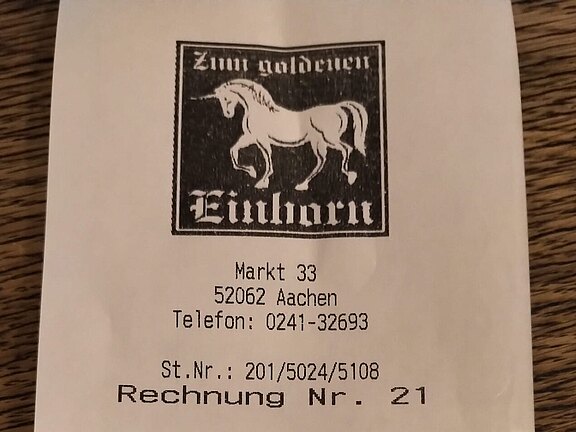 Zum goldenen
Einhorn
Markt 33
52062 Aachen
Telefon: 0241-32693
St.Nr.: 201/5024/5108
Rechnung Nr. 21